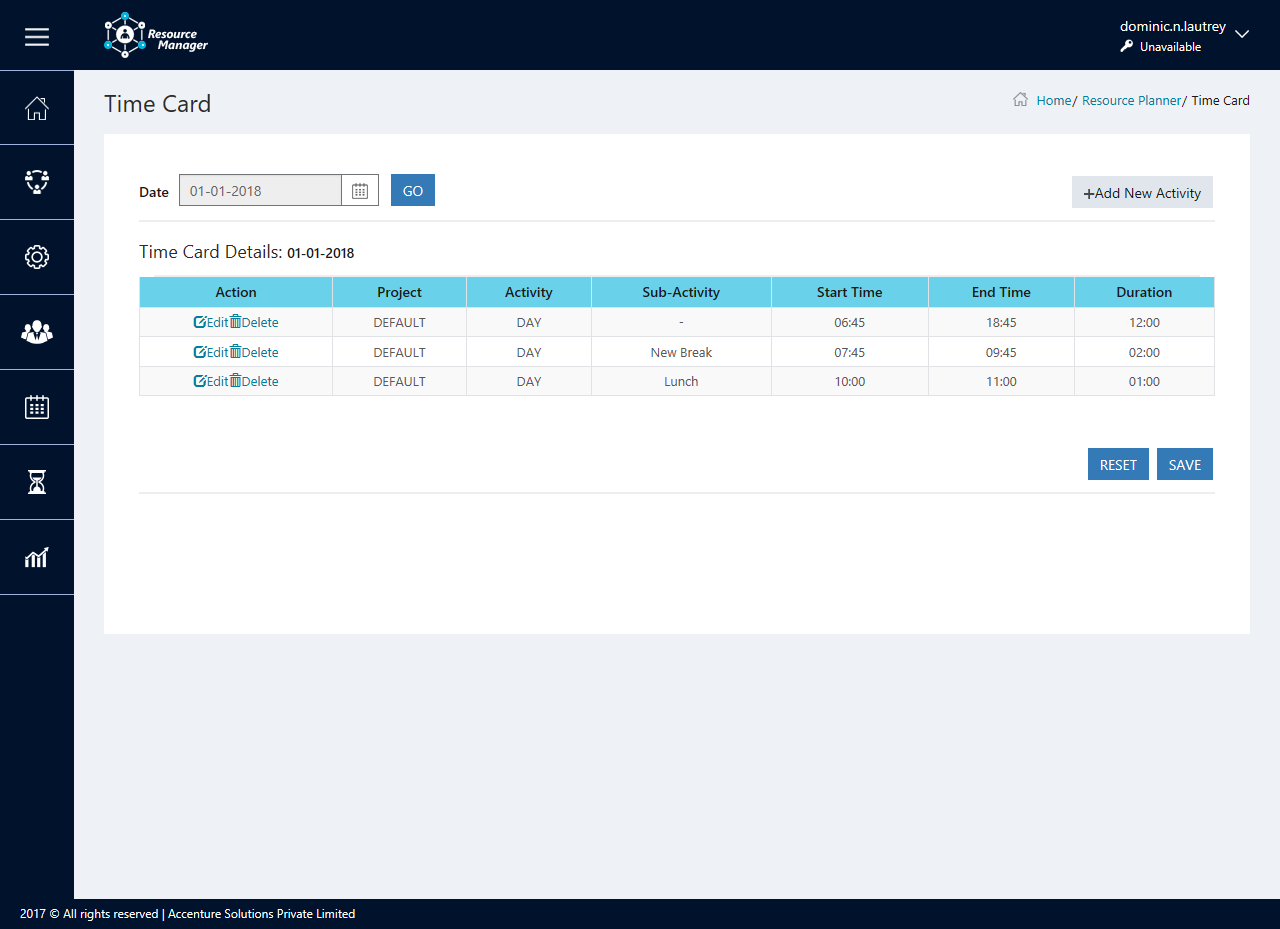 Resource
Manager
dominic.n.lautrey
Unavailable
Time Card
Home/ Resource Planner/ Time Card
Date 01-01-2018 GO +Add New Activity
Time Card Details: 01-01-2018
Action Project Activity Sub-Activity Start Time End Time Duration
Edit Delete DEFAULT DAY - 06:45 18:45 12:00
Edit Delete DEFAULT DAY New Break 07:45 09:45 02:00
Edit Delete DEFAULT DAY Lunch 10:00 11:00 01:00
RESET SAVE
2017 © All rights reserved | Accenture Solutions Private Limited